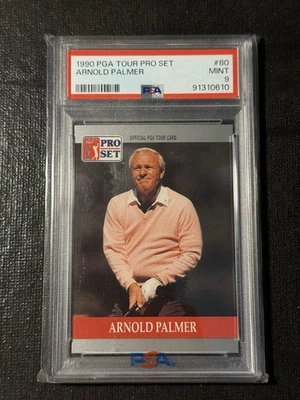 1990 PGA TOUR PRO SET #80
ARNOLD PALMER MINT
9
PSA 91310610
OFFICIAL PGA TOUR CARD
PRO
SET
ARNOLD PALMER
PSA